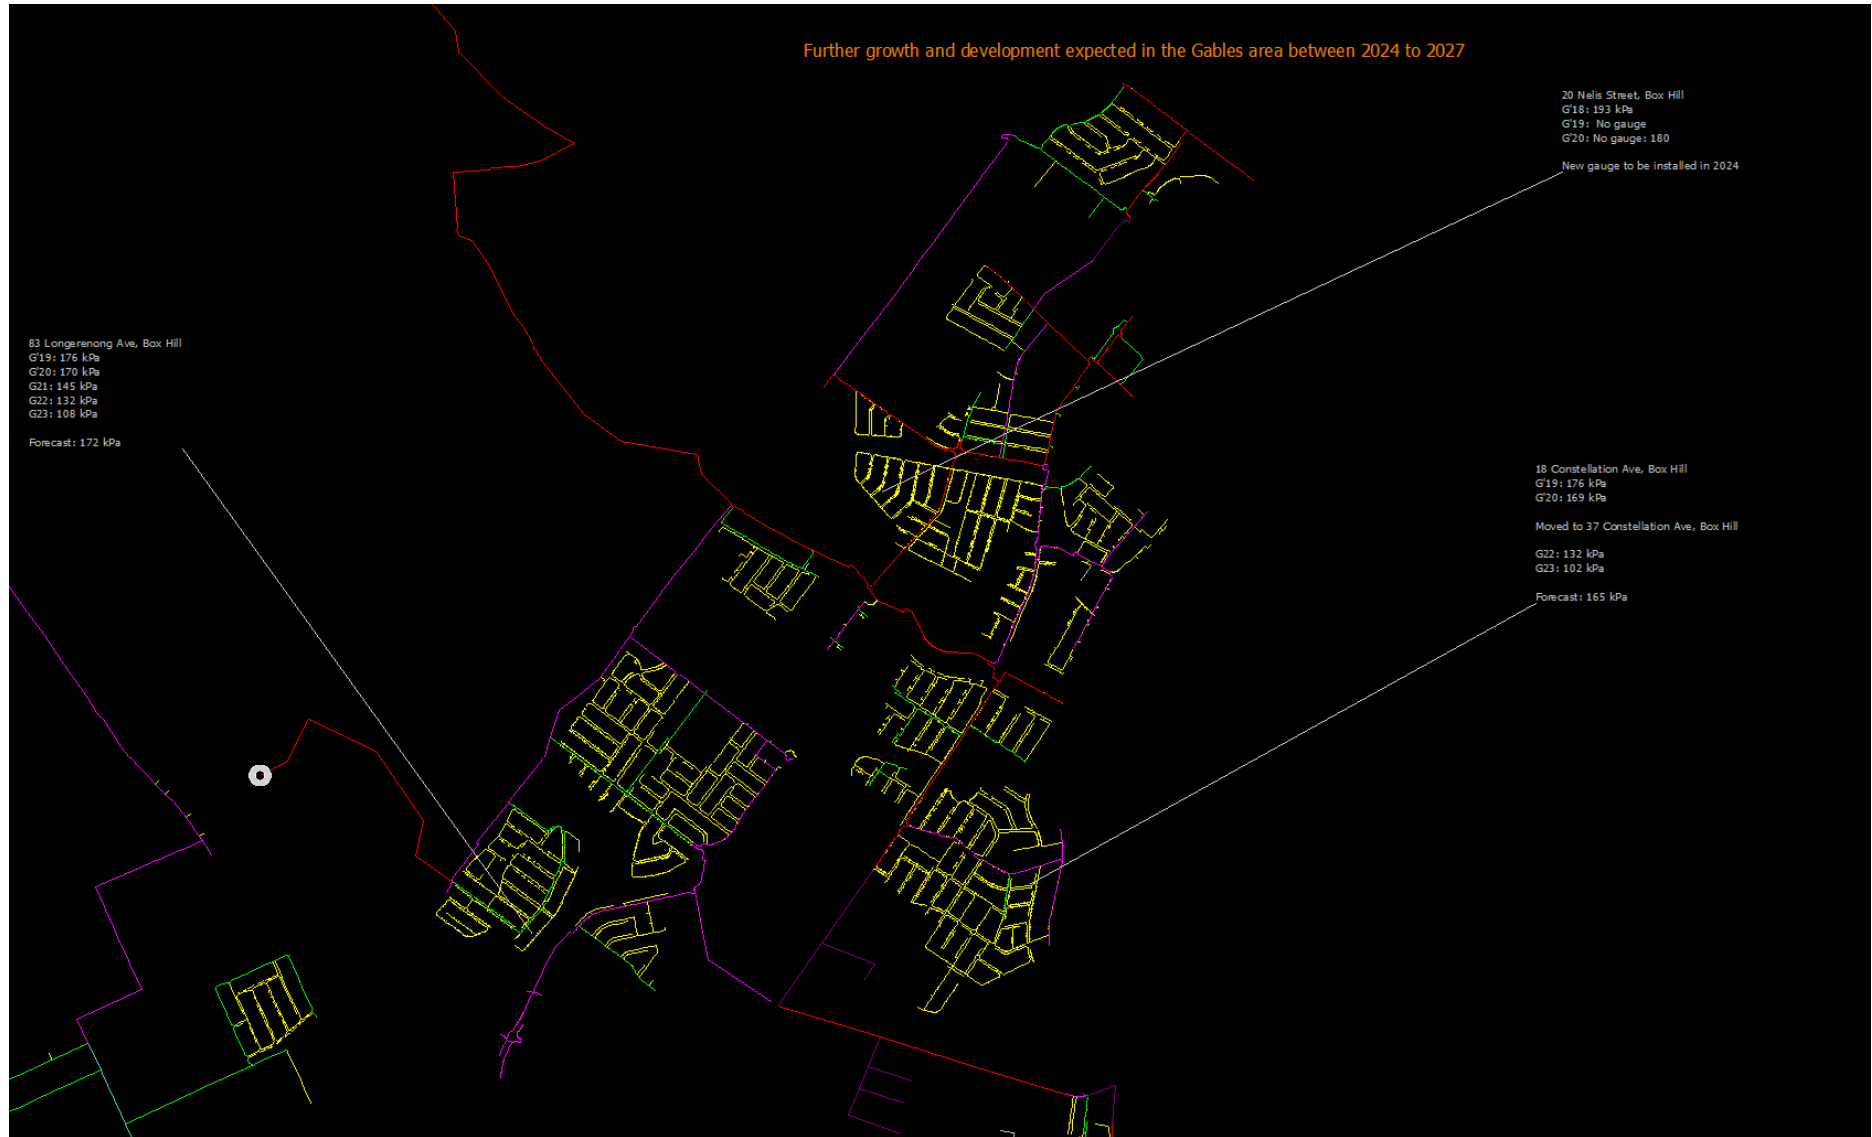 Further growth and development expected in the Gables area between 2024 to 2027
20 Nelis Street, Box Hill
G'18: 193 kPa
G'19: No gauge
G'20: No gauge: 180
New gauge to be installed in 2024
83 Longerenong Ave, Box Hill
G'19: 176 kPa
G'20: 170 kPa
G21: 145 kPa
G22: 132 kPa
G23: 108 kPa
Forecast: 172 kPa
18 Constellation Ave, Box Hill
G'19: 176 kPa
G'20: 169 kPa
Moved to 37 Constellation Ave, Box Hill
G22: 132 kPa
G23: 102 kPa
Forecast: 165 kPa